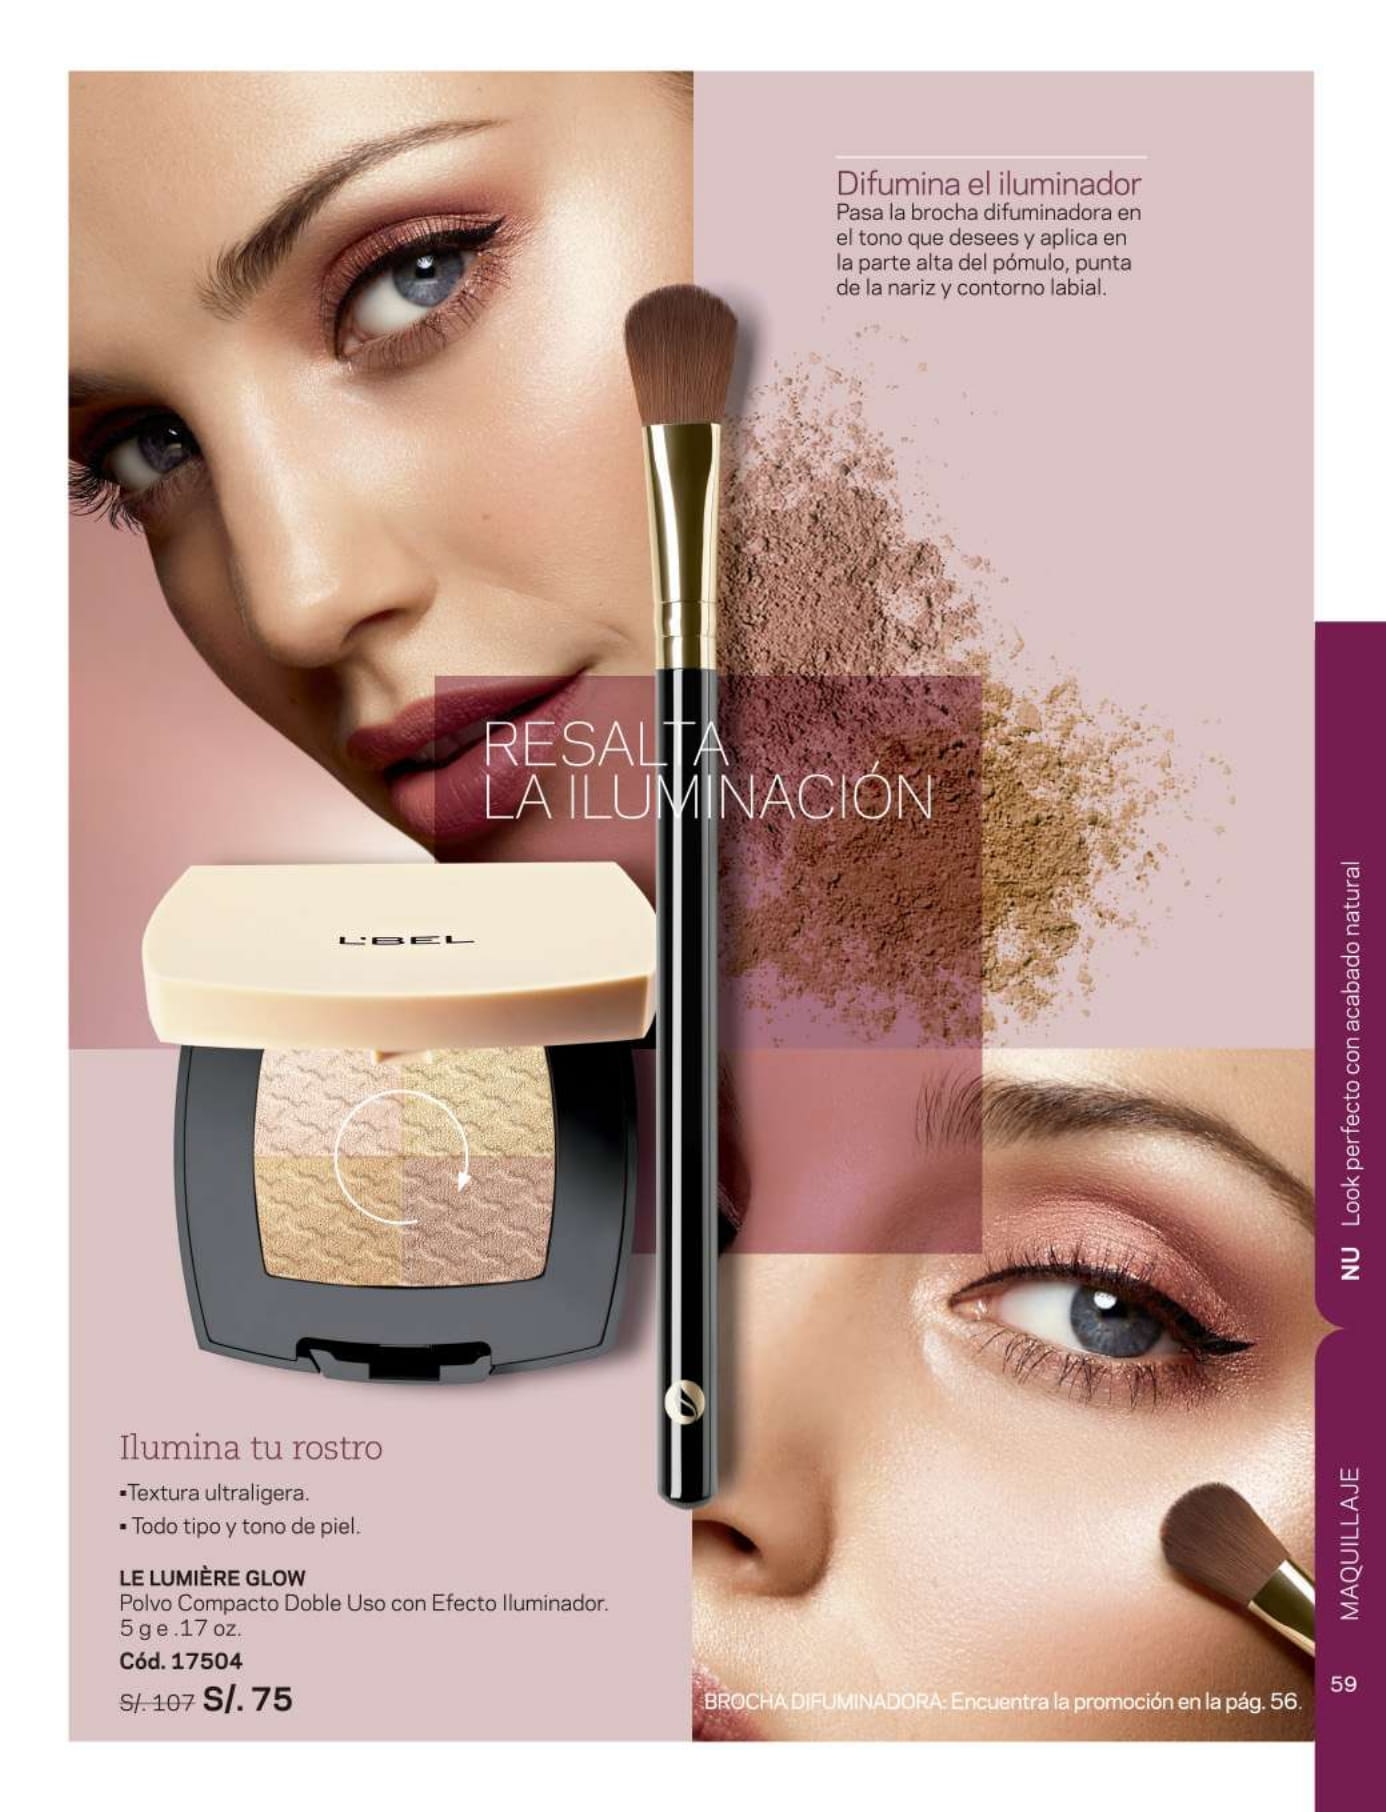 Difumina el iluminador
Pasa la brocha difuminadora en
el tono que desees y aplica en
la parte alta del pómulo, punta
de la nariz y contorno labial.
RESALTA
LA ILUMINACIÓN
L'BEL
Ilumina tu rostro
▪Textura ultraligera.
▪ Todo tipo y tono de piel.
LE LUMIÈRE GLOW
Polvo Compacto Doble Uso con Efecto Iluminador.
5 g e .17 oz.
Cód. 17504
S/. 107 S/. 75
BROCHA DIFUMINADORA: Encuentra la promoción en la pág. 56.
NU Look perfecto con acabado natural
MAQUILLAJE
59